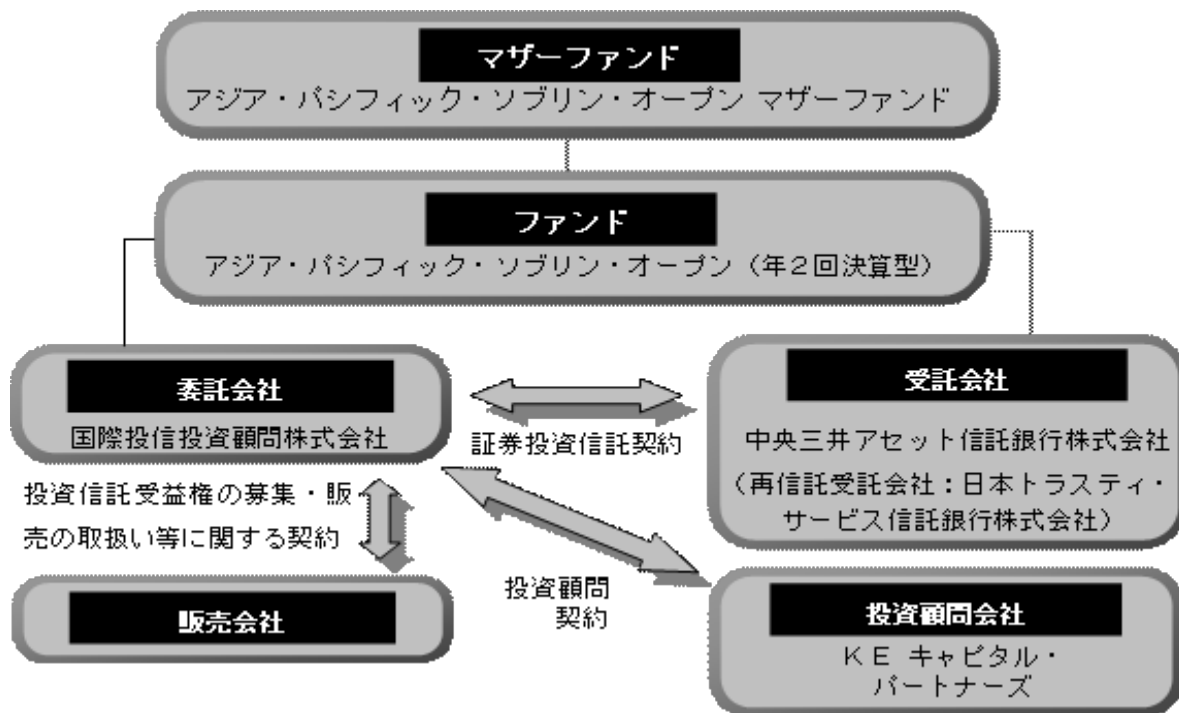 マザーファンド
アジア・パシフィック・ソブリン・オープン マザーファンド
ファンド
アジア・パシフィック・ソブリン・オープン（年２回決算型）
委託会社
国際投信投資顧問株式会社
証券投資信託契約
受託会社
中央三井アセット信託銀行株式会社
（再信託受託会社：日本トラスティ・
サービス信託銀行株式会社）
投資信託受益権の募集・販
売の取扱い等に関する契約
投資顧問
契約
販売会社
投資顧問会社
ＫＥ キャピタル・
パートナーズ